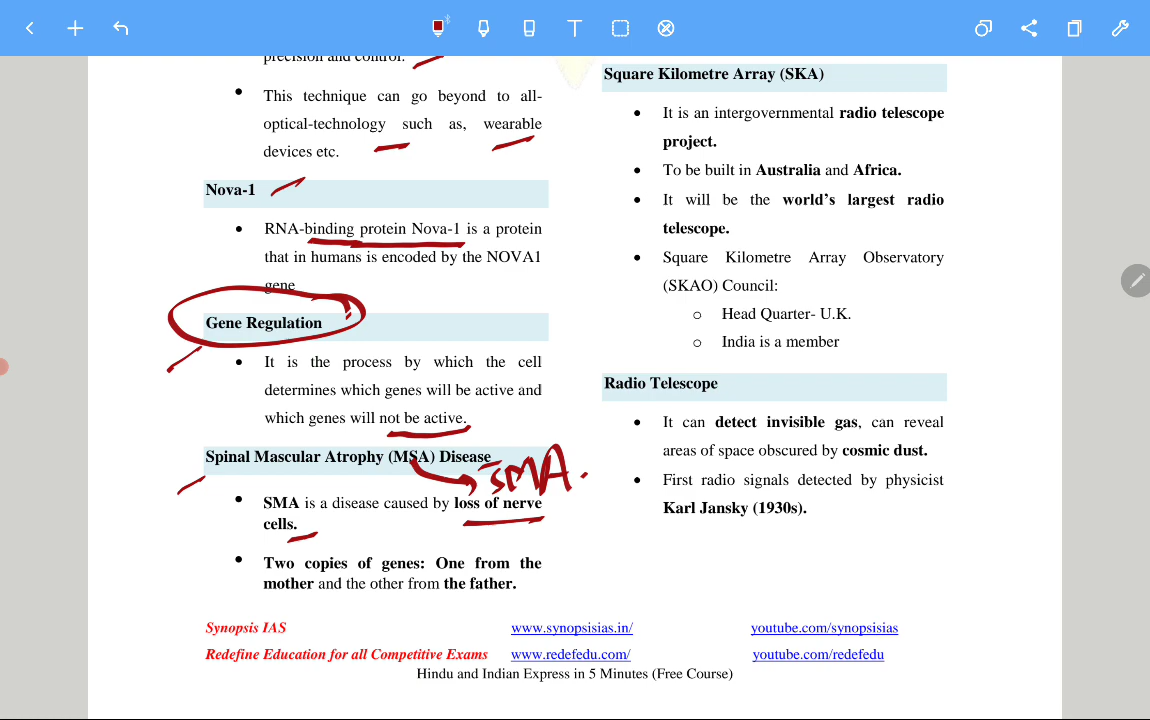 precision and control.
This technique can go beyond to all-
optical-technology such as, wearable
devices etc.
Nova-1
RNA-binding protein Nova-1 is a protein
that in humans is encoded by the NOVA1
gene
Gene Regulation
It is the process by which the cell
determines which genes will be active and
which genes will not be active.
Spinal Mascular Atrophy (MSA) Disease
SMA.
SMA is a disease caused by loss of nerve
cells.
Two copies of genes: One from the
mother and the other from the father.
Square Kilometre Array (SKA)
It is an intergovernmental radio telescope
project.
To be built in Australia and Africa.
It will be the world's largest radio
telescope.
Square Kilometre Array Observatory
(SKAO) Council:
Head Quarter- U.K.
India is a member
Radio Telescope
It can detect invisible gas, can reveal
areas of space obscured by cosmic dust.
First radio signals detected by physicist
Karl Jansky (1930s).
Synopsis IAS www.synopsisias.in/ youtube.com/synopsisias
Redefine Education for all Competitive Exams www.redefedu.com/ youtube.com/redefedu
Hindu and Indian Express in 5 Minutes (Free Course)